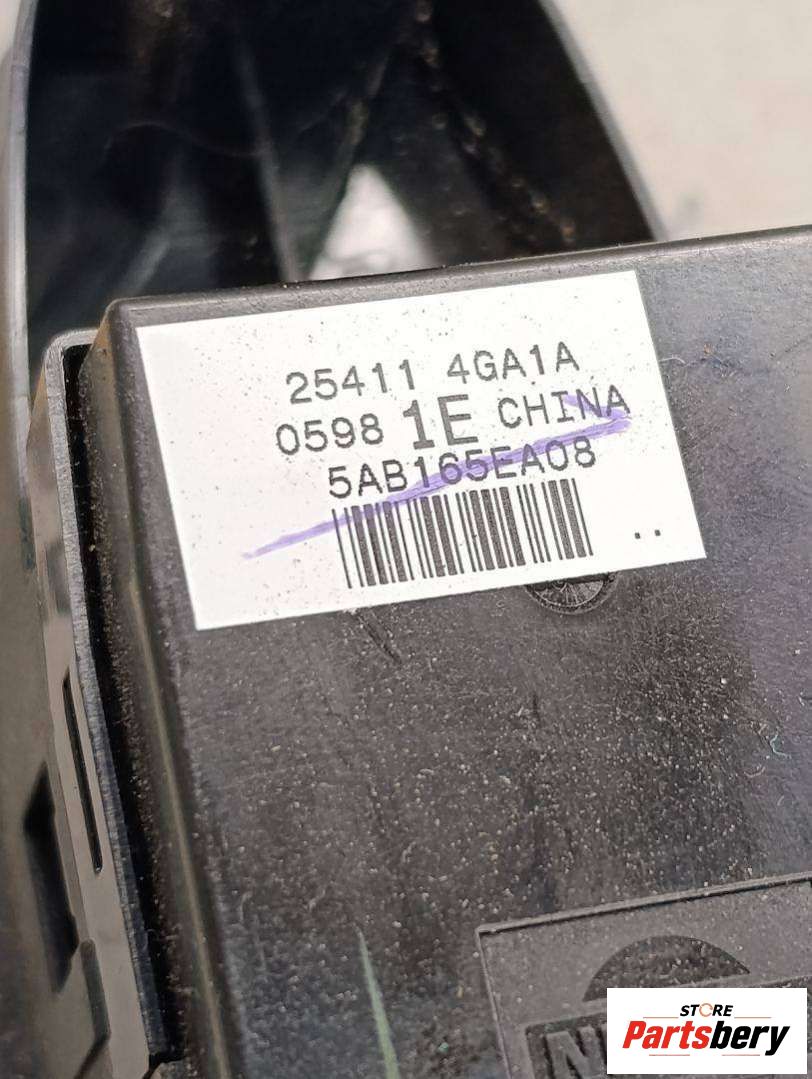 25411 4GA1A
0598 1E CHINA
5AB165EA08
N
STORE
Partsbery